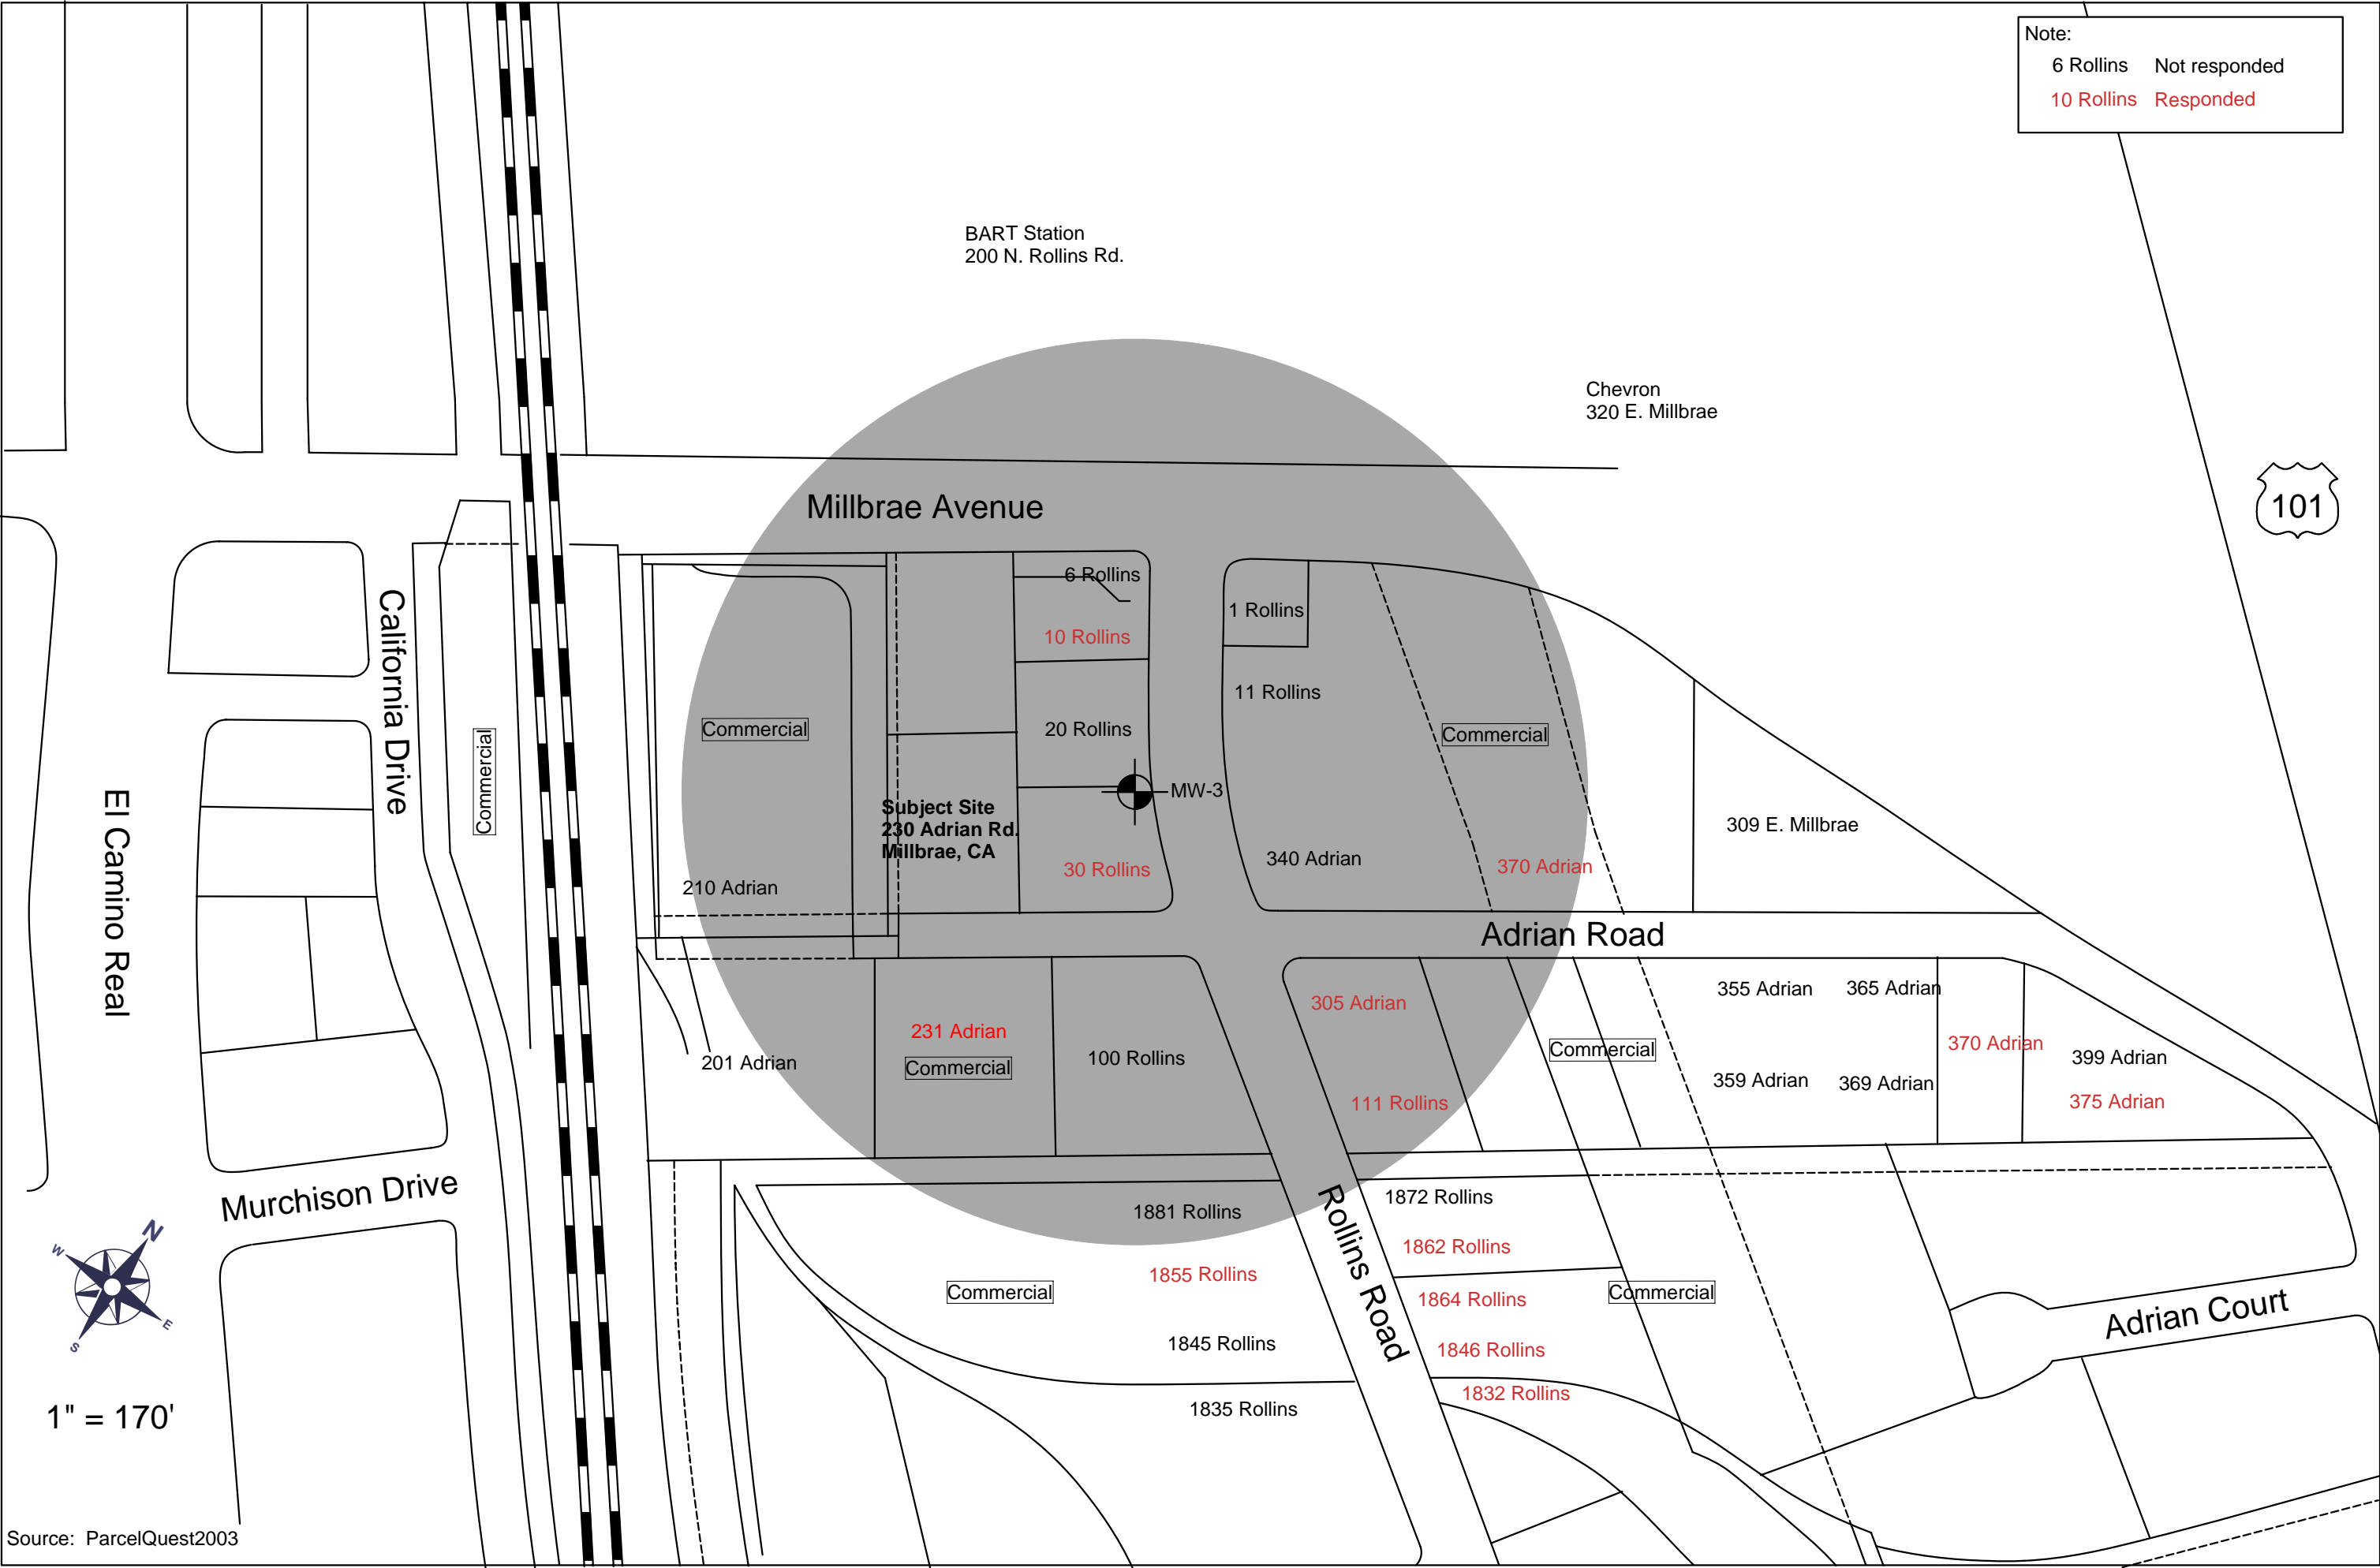 Note:
6 Rollins Not responded
10 Rollins Responded
BART Station
200 N. Rollins Rd.
Chevron
320 E. Millbrae
101
Millbrae Avenue
6 Rollins
1 Rollins
10 Rollins
11 Rollins
20 Rollins
California Drive
Commercial
Commercial
Commercial
MW-3
Subject Site
230 Adrian Rd.
Millbrae, CA
309 E. Millbrae
El Camino Real
210 Adrian
30 Rollins
340 Adrian
370 Adrian
Adrian Road
305 Adrian
355 Adrian
365 Adrian
231 Adrian
Commercial
201 Adrian
100 Rollins
Commercial
370 Adrian
399 Adrian
359 Adrian
369 Adrian
111 Rollins
375 Adrian
Murchison Drive
1881 Rollins
Rollins Road
1872 Rollins
1862 Rollins
1855 Rollins
Commercial
1864 Rollins
Commercial
Adrian Court
1845 Rollins
1846 Rollins
1832 Rollins
1835 Rollins
N
W
E
S
1" = 170'
Source: ParcelQuest2003